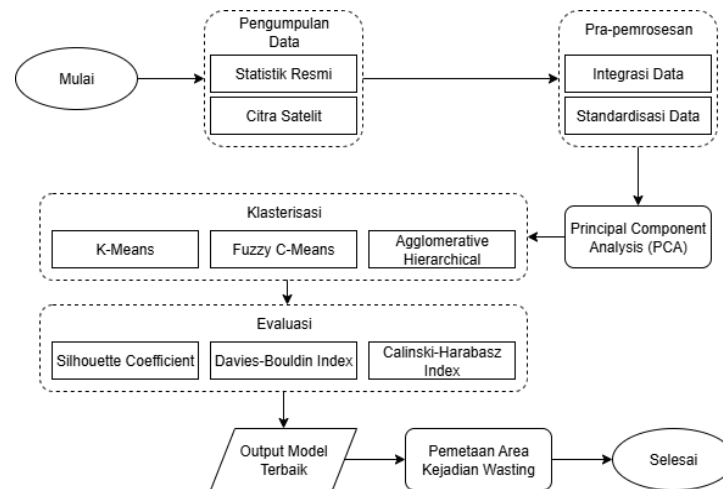 Mulai
Pengumpulan
Data
Statistik Resmi
Citra Satelit
Pra-pemrosesan
Integrasi Data
Standardisasi Data
Principal Component
Analysis (PCA)
Klasterisasi
K-Means
Fuzzy C-Means
Agglomerative
Hierarchical
Evaluasi
Silhouette Coefficient
Davies-Bouldin Index
Calinski-Harabasz
Index
Output Model
Terbaik
Pemetaan Area
Kejadian Wasting
Selesai